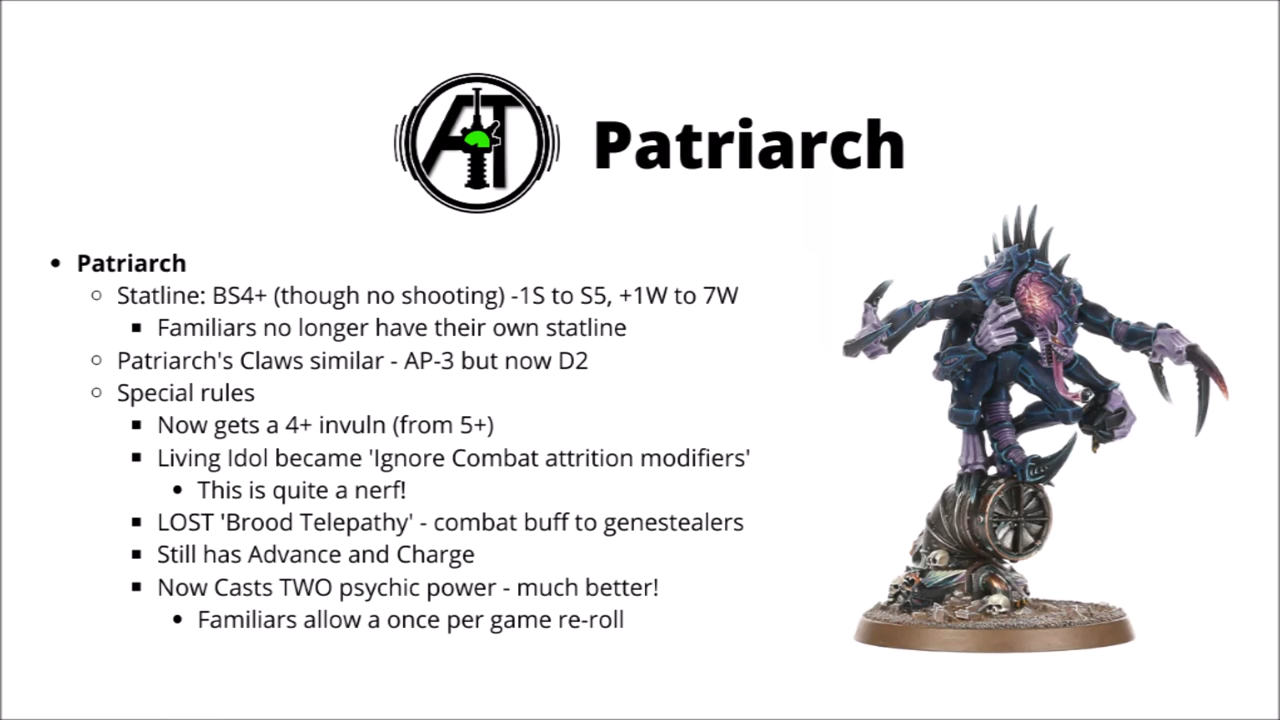 AT
Patriarch
• Patriarch
○ Statline: BS4+ (though no shooting) -1S to S5, +1W to 7W
▪ Familiars no longer have their own statline
○ Patriarch's Claws similar - AP-3 but now D2
○ Special rules
▪ Now gets a 4+ invuln (from 5+)
▪ Living Idol became 'Ignore Combat attrition modifiers'
• This is quite a nerf!
▪ LOST 'Brood Telepathy' - combat buff to genestealers
▪ Still has Advance and Charge
▪ Now Casts TWO psychic power - much better!
• Familiars allow a once per game re-roll